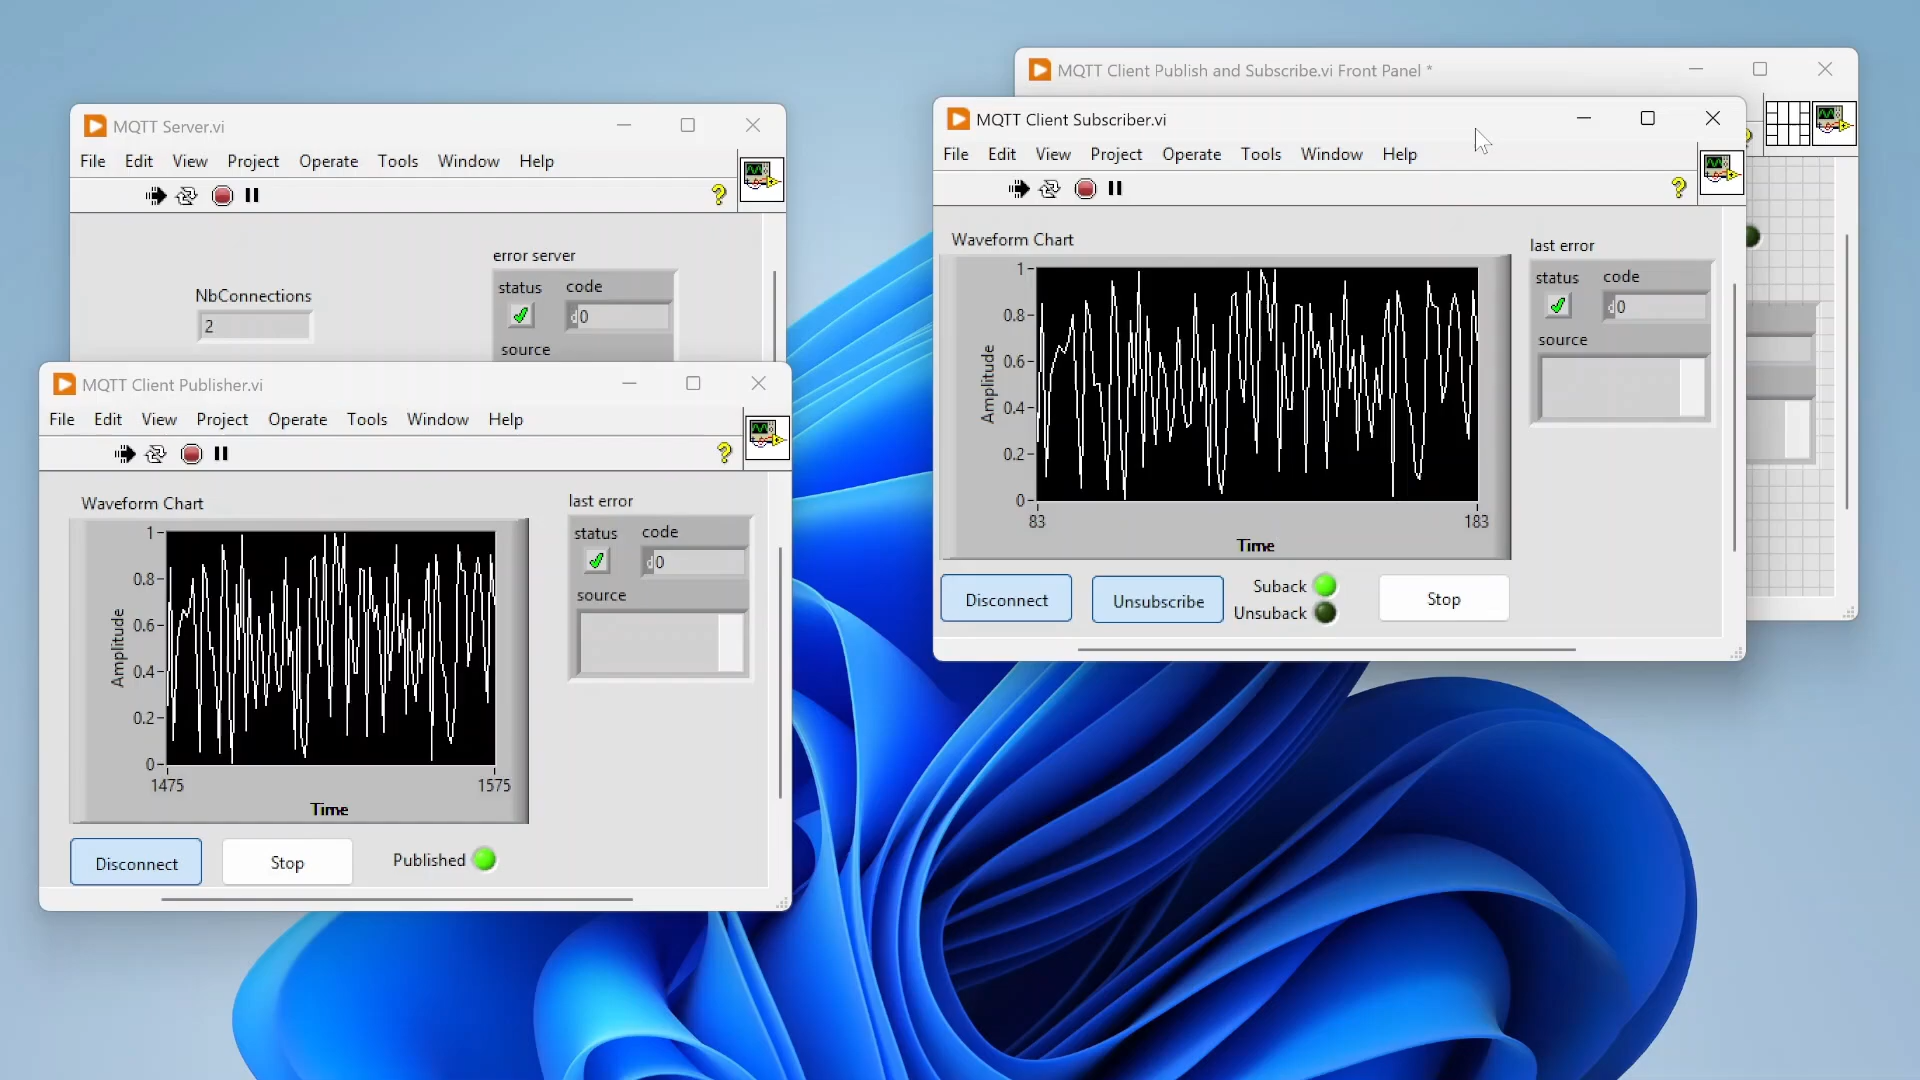 MQTT Client Publish and Subscribe.vi Front Panel *
MQTT Server.vi
File Edit View Project Operate Tools Window Help
?
NbConnections
2
error server
status code
d0
source
MQTT Client Publisher.vi
File Edit View Project Operate Tools Window Help
?
Waveform Chart
Amplitude
1
0.8
0.6
0.4
0.2
0
1475 1575
Time
last error
status code
d0
source
Disconnect Stop Published
MQTT Client Subscriber.vi
File Edit View Project Operate Tools Window Help
?
Waveform Chart
Amplitude
1
0.8
0.6
0.4
0.2
0
83 183
Time
last error
status code
d0
source
Disconnect Unsubscribe Suback
Unsuback
Stop